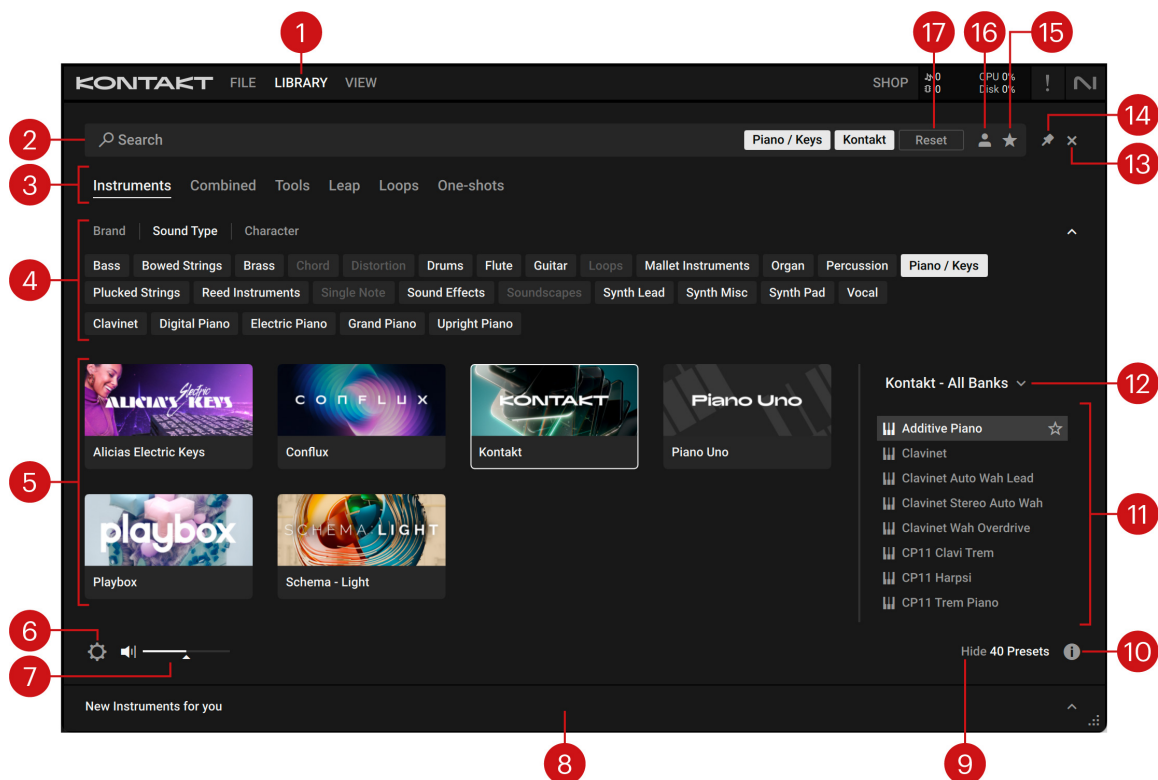 1 17 16 15
KONTAKT FILE LIBRARY VIEW SHOP 0 CPU 0%
0 Disk 0% !
14
2 Search Piano / Keys Kontakt Reset
13
3 Instruments Combined Tools Leap Loops One-shots
Brand Sound Type Character
4 Bass Bowed Strings Brass Chord Distortion Drums Flute Guitar Loops Mallet Instruments Organ Percussion Piano / Keys
Plucked Strings Reed Instruments Single Note Sound Effects Soundscapes Synth Lead Synth Misc Synth Pad Vocal
Clavinet Digital Piano Electric Piano Grand Piano Upright Piano
Electric
ALICIA'S KEYS CONFLUX KONTAKT Piano Uno
Alicias Electric Keys Conflux Kontakt Piano Uno
5
playbox SCHEMA: LIGHT
Playbox Schema - Light
Kontakt - All Banks 12
Additive Piano
Clavinet
Clavinet Auto Wah Lead
Clavinet Stereo Auto Wah
11
Clavinet Wah Overdrive
CP11 Clavi Trem
CP11 Harpsi
CP11 Trem Piano
6
7
Hide 40 Presets i 10
New Instruments for you
8 9